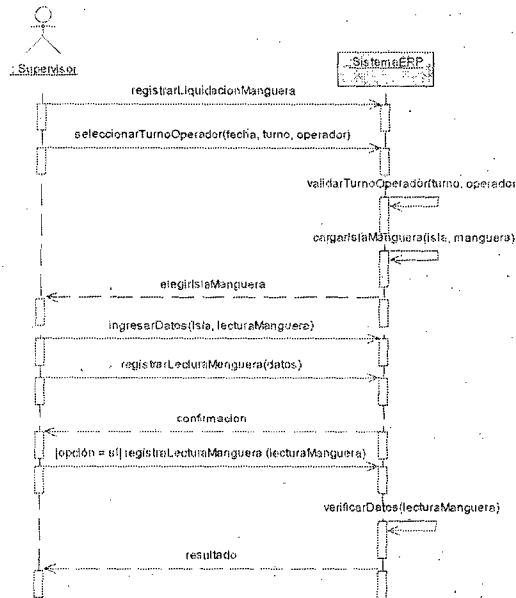 : Supervisor
:SistemaERP
registrarLiquidacionManguera
seleccionarTurnoOperador(fecha, turno, operador)
validarTurnoOperador(turno, operador
cargarIslaManguera(isla, manguera)
elegirIslaManguera
ingresarDatos(Isla, lecturaManguera)
registrarLecturaManguera(datos)
confirmacion
[opción = si] registraLecturaManguera (lecturaManguera)
verificarDatos(lecturaManguera)
resultado